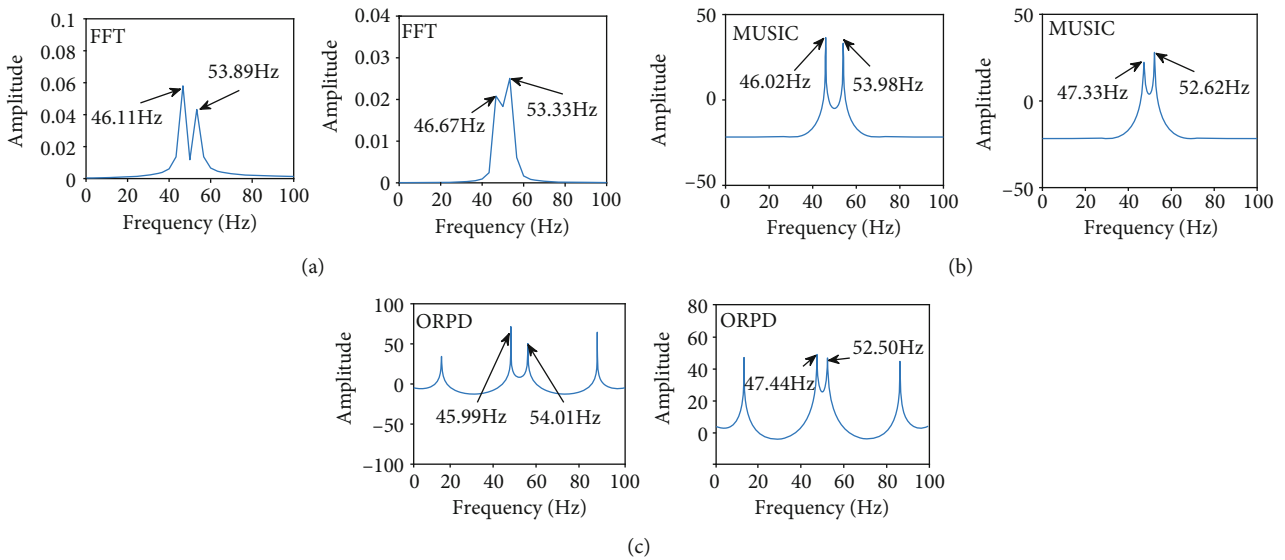 0.1
FFT
0.08
0.06
0.04
0.02
0
Amplitude
53.89Hz
46.11Hz
0 20 40 60 80 100
Frequency (Hz)
0.04
FFT
0.03
0.02
0.01
0
Amplitude
46.67Hz
53.33Hz
0 20 40 60 80 100
Frequency (Hz)
(a)
50
MUSIC
0
−50
Amplitude
46.02Hz
53.98Hz
0 20 40 60 80 100
Frequency (Hz)
50
MUSIC
0
−50
Amplitude
47.33Hz
52.62Hz
0 20 40 60 80 100
Frequency (Hz)
(b)
100
ORPD
50
0
−50
−100
Amplitude
45.99Hz
54.01Hz
0 20 40 60 80 100
Frequency (Hz)
80
ORPD
60
40
20
0
Amplitude
52.50Hz
47.44Hz
0 20 40 60 80 100
Frequency (Hz)
(c)